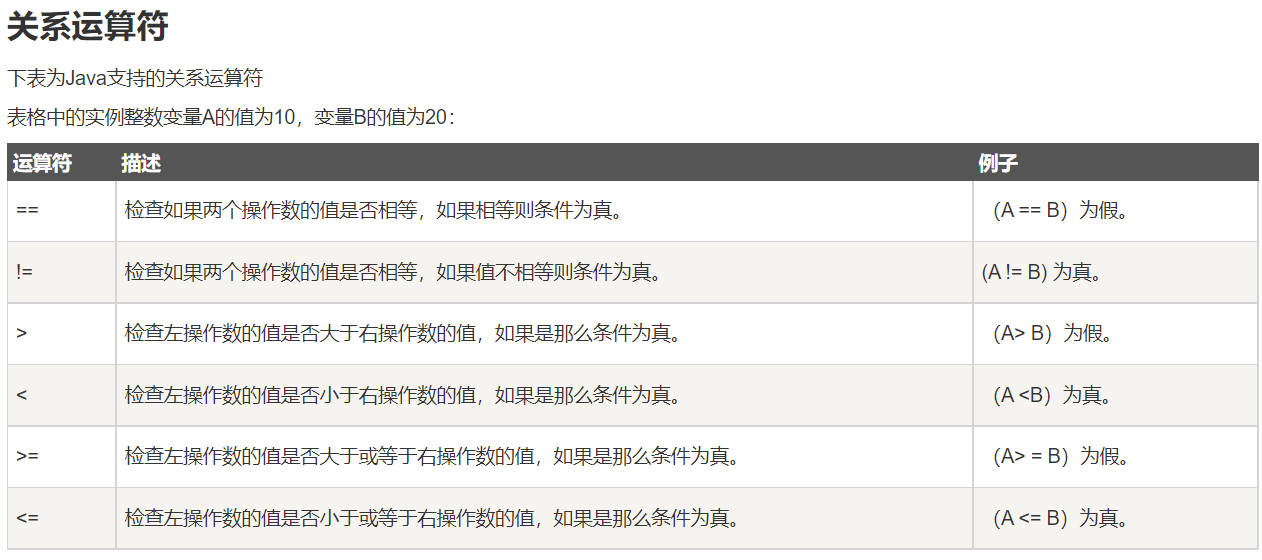 关系运算符
下表为Java支持的关系运算符
表格中的实例整数变量A的值为10，变量B的值为20：
运算符 描述 例子
== 检查如果两个操作数的值是否相等，如果相等则条件为真。 （A == B）为假。
!= 检查如果两个操作数的值是否相等，如果值不相等则条件为真。 (A != B) 为真。
> 检查左操作数的值是否大于右操作数的值，如果是那么条件为真。 （A> B）为假。
< 检查左操作数的值是否小于右操作数的值，如果是那么条件为真。 （A <B）为真。
>= 检查左操作数的值是否大于或等于右操作数的值，如果是那么条件为真。 （A> = B）为假。
<= 检查左操作数的值是否小于或等于右操作数的值，如果是那么条件为真。 （A <= B）为真。